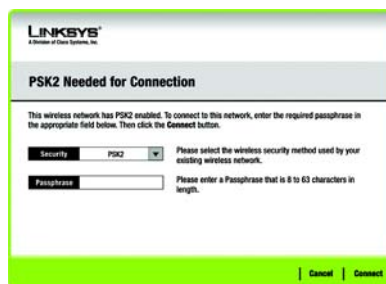 LINKSYS®
A Division of Cisco Systems, Inc.
PSK2 Needed for Connection
This wireless network has PSK2 enabled. To connect to this network, enter the required passphrase in
the appropriate field below. Then click the Connect button.
Security PSK2 Please select the wireless security method used by your
existing wireless network.
Passphrase Please enter a Passphrase that is 8 to 63 characters in
length.
Cancel Connect